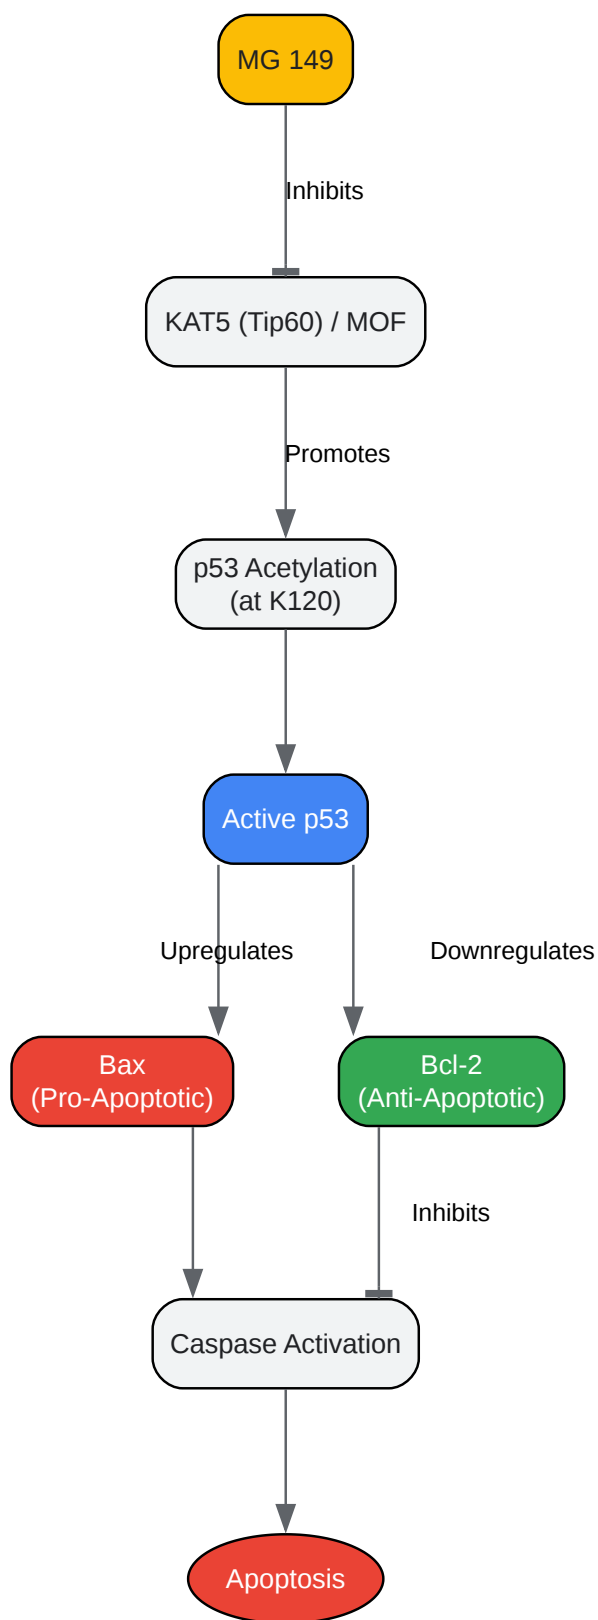 MG 149
Inhibits
KAT5 (Tip60) / MOF
Promotes
p53 Acetylation
(at K120)
Active p53
Upregulates
Downregulates
Bax
(Pro-Apoptotic)
Bcl-2
(Anti-Apoptotic)
Inhibits
Caspase Activation
Apoptosis